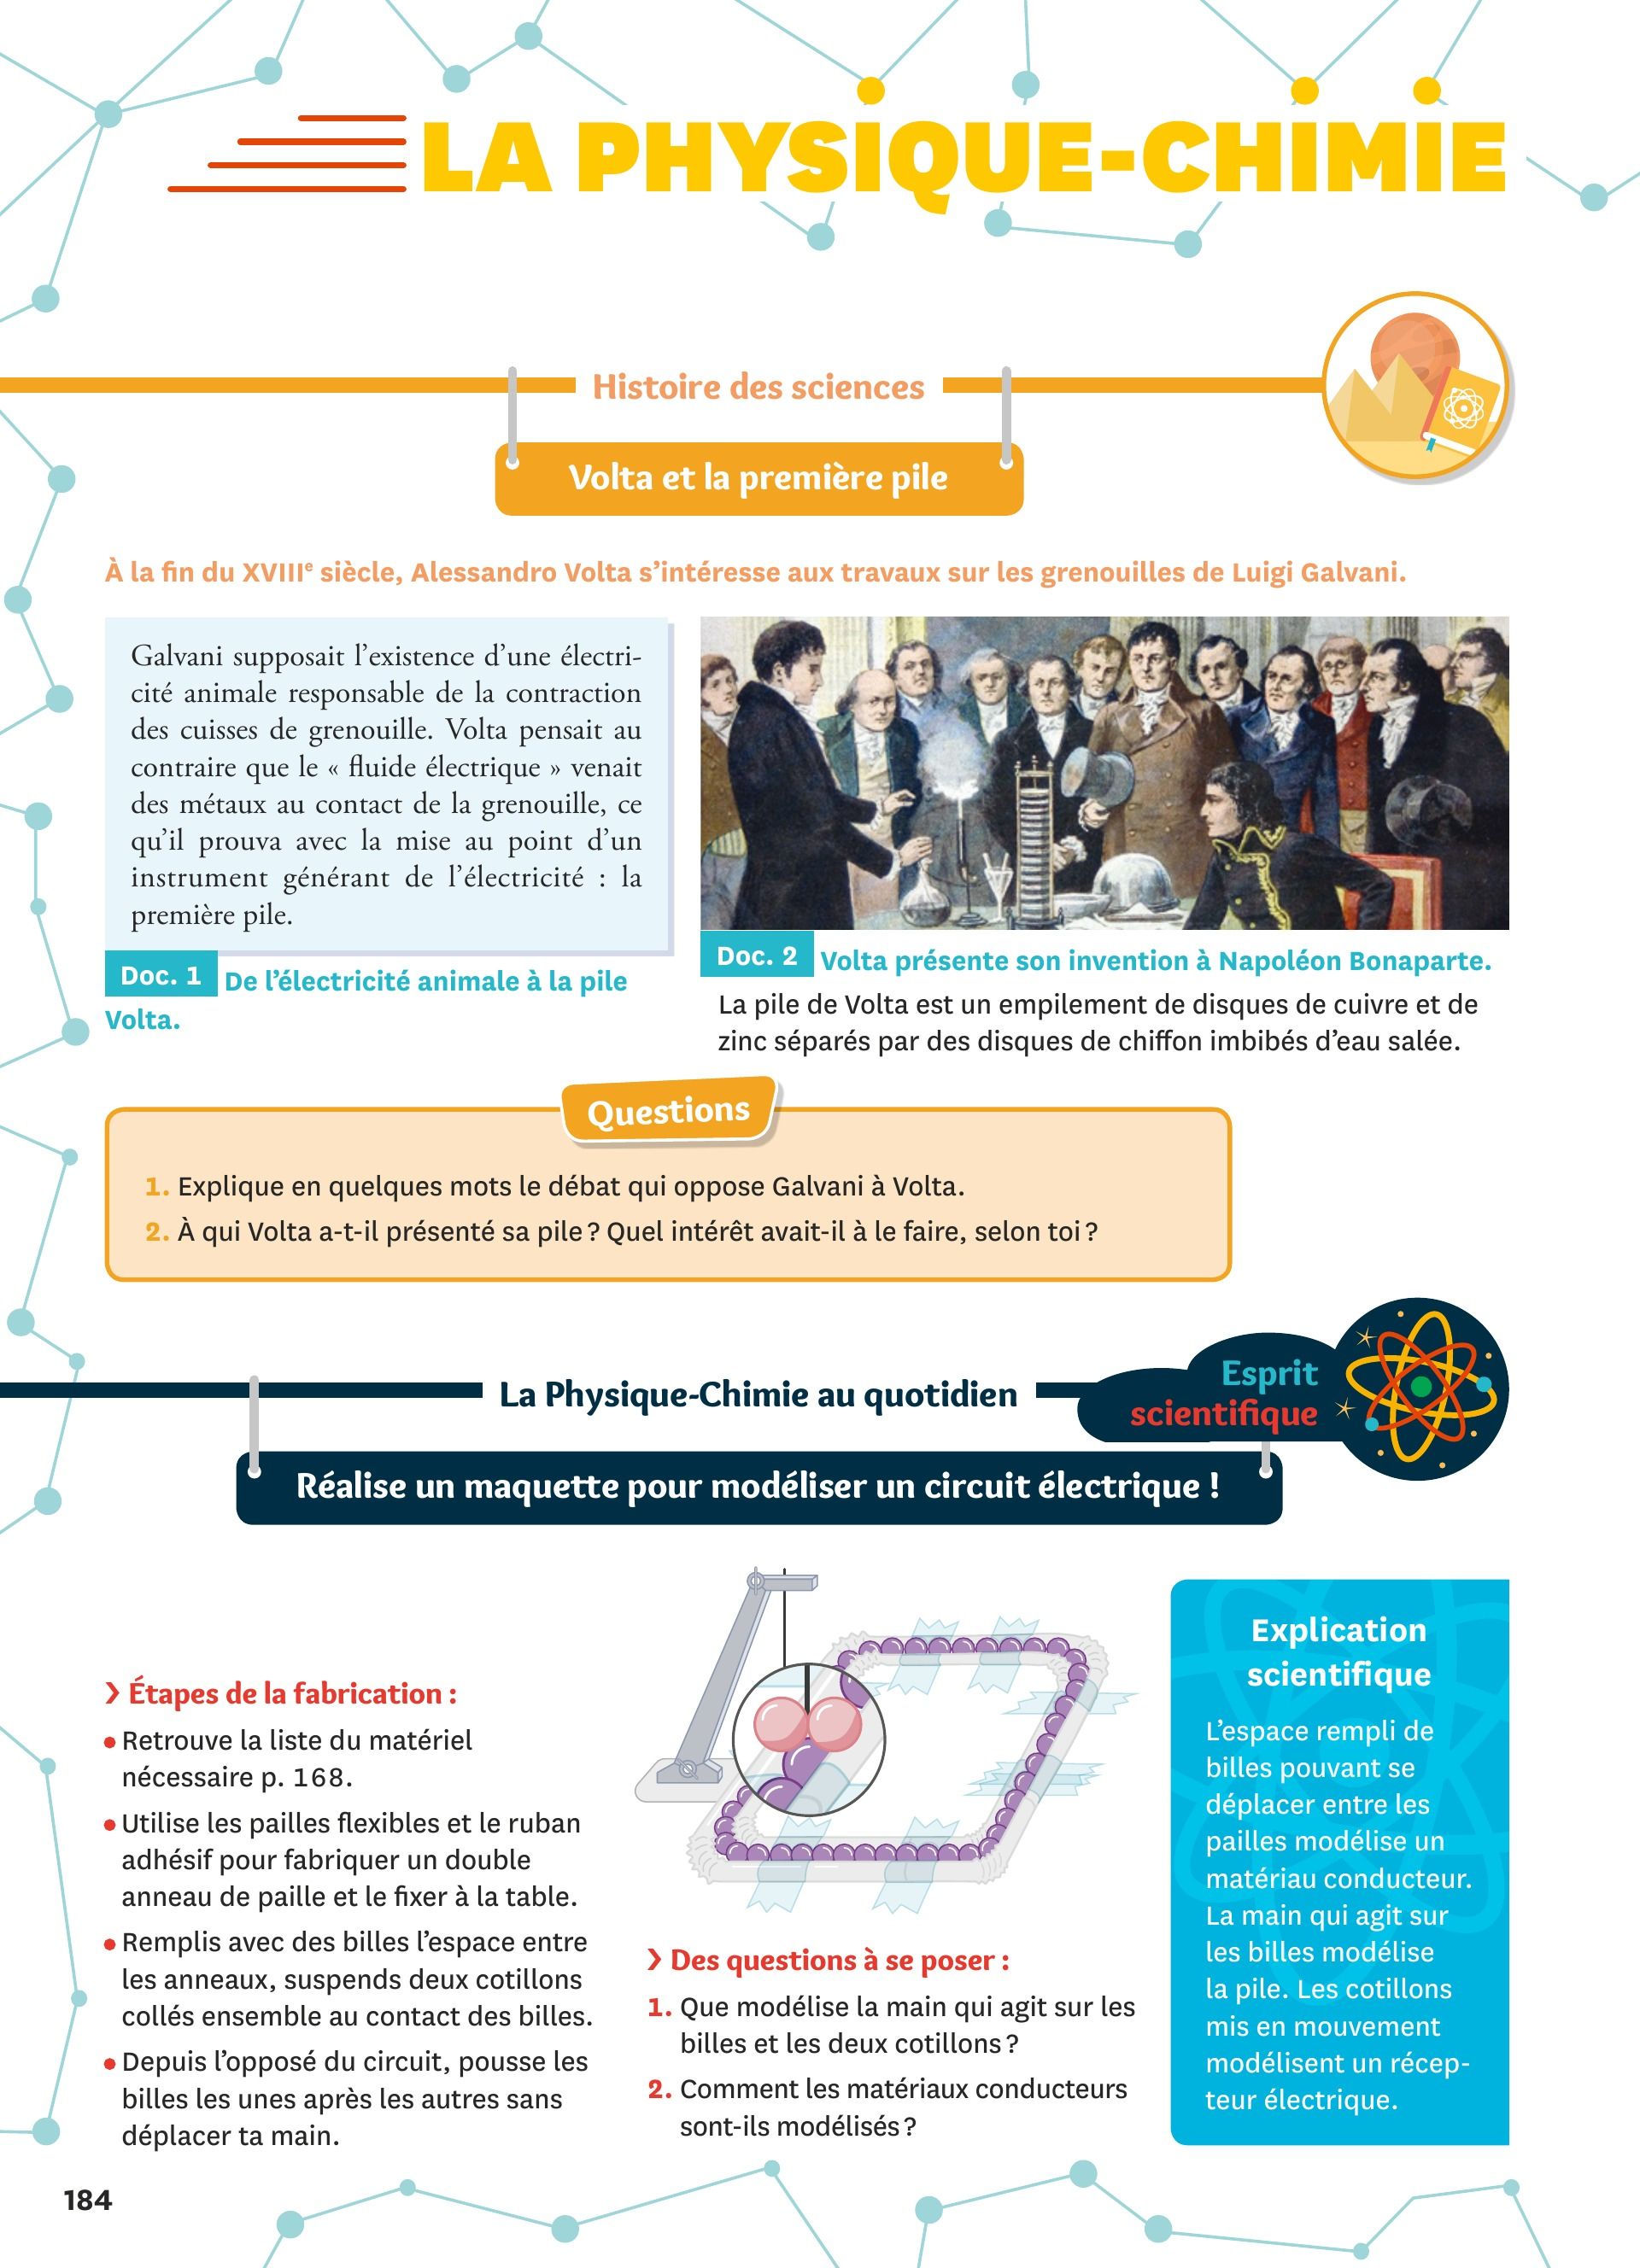 LA PHYSIQUE-CHIMIE
Histoire des sciences
Volta et la première pile
À la fin du XVIIIe siècle, Alessandro Volta s’intéresse aux travaux sur les grenouilles de Luigi Galvani.
Galvani supposait l’existence d’une électri-
cité animale responsable de la contraction
des cuisses de grenouille. Volta pensait au
contraire que le « fluide électrique » venait
des métaux au contact de la grenouille, ce
qu’il prouva avec la mise au point d’un
instrument générant de l’électricité : la
première pile.
Doc. 1 De l’électricité animale à la pile
Volta.
Doc. 2 Volta présente son invention à Napoléon Bonaparte.
La pile de Volta est un empilement de disques de cuivre et de
zinc séparés par des disques de chiffon imbibés d’eau salée.
Questions
1. Explique en quelques mots le débat qui oppose Galvani à Volta.
2. À qui Volta a-t-il présenté sa pile ? Quel intérêt avait-il à le faire, selon toi ?
La Physique-Chimie au quotidien
Esprit
scientifique
Réalise un maquette pour modéliser un circuit électrique !
› Étapes de la fabrication :
• Retrouve la liste du matériel
nécessaire p. 168.
• Utilise les pailles flexibles et le ruban
adhésif pour fabriquer un double
anneau de paille et le fixer à la table.
• Remplis avec des billes l’espace entre
les anneaux, suspends deux cotillons
collés ensemble au contact des billes.
• Depuis l’opposé du circuit, pousse les
billes les unes après les autres sans
déplacer ta main.
› Des questions à se poser :
1. Que modélise la main qui agit sur les
billes et les deux cotillons ?
2. Comment les matériaux conducteurs
sont-ils modélisés ?
Explication
scientifique
L’espace rempli de
billes pouvant se
déplacer entre les
pailles modélise un
matériau conducteur.
La main qui agit sur
les billes modélise
la pile. Les cotillons
mis en mouvement
modélisent un récep-
teur électrique.
184